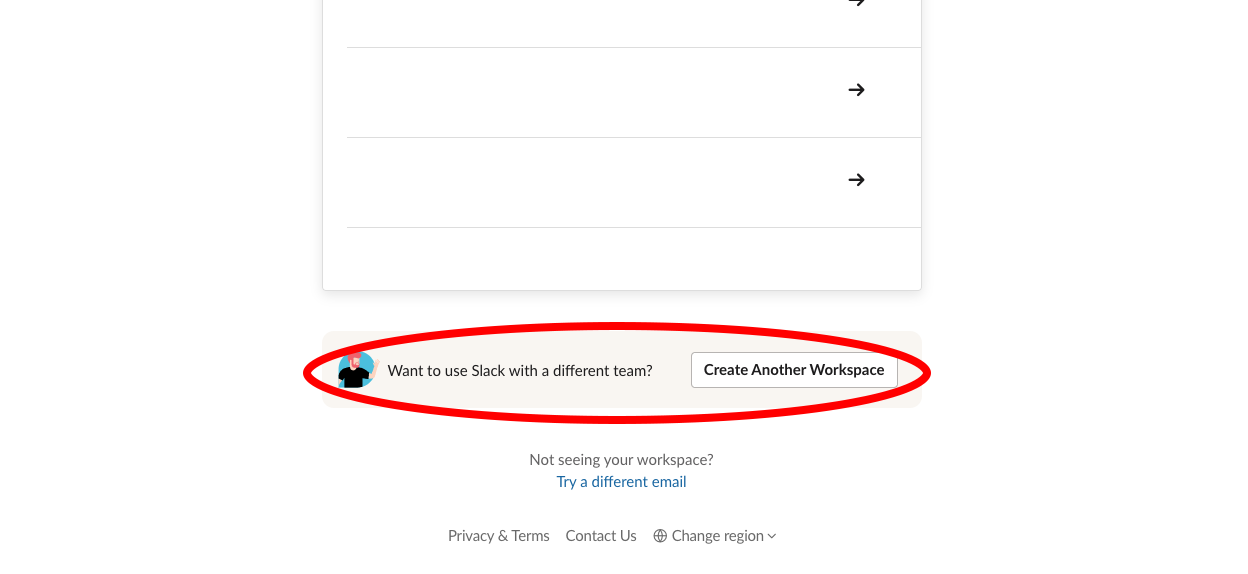 Want to use Slack with a different team?
Create Another Workspace
Not seeing your workspace?
Try a different email
Privacy & Terms Contact Us Change region